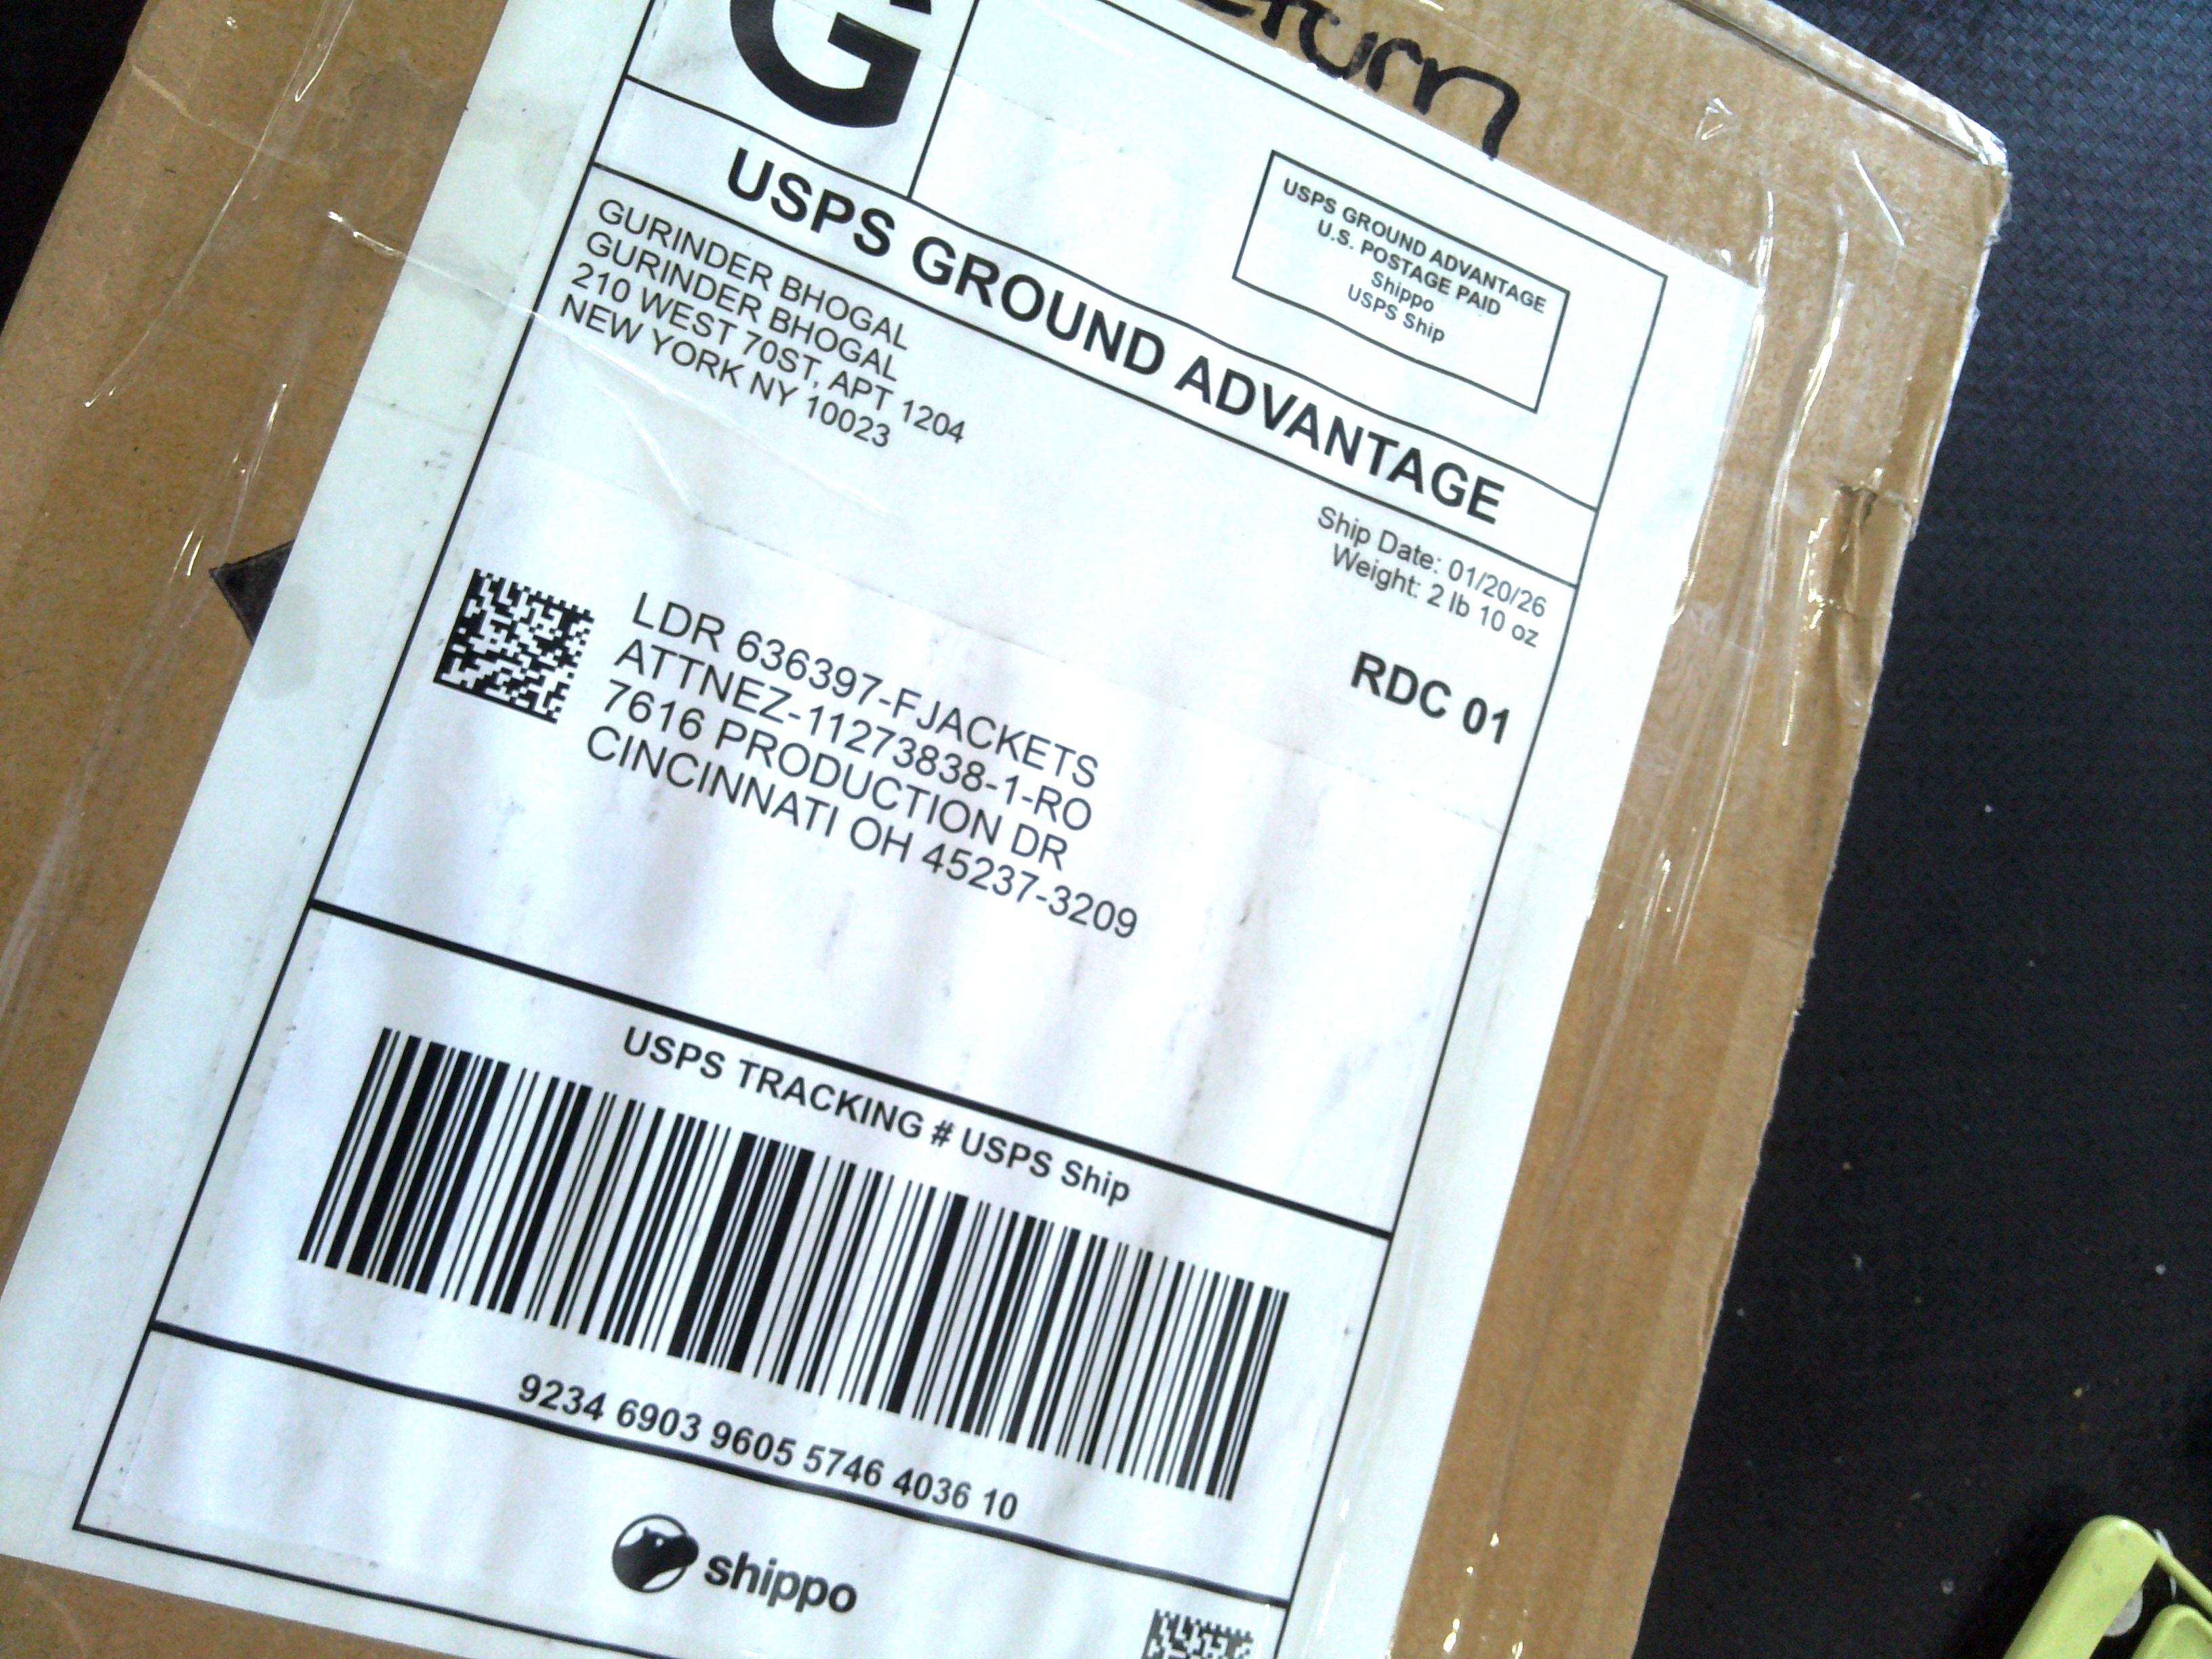 G
USPS GROUND ADVANTAGE
U.S. POSTAGE PAID
Shippo
USPS Ship
USPS GROUND ADVANTAGE
GURINDER BHOGAL
GURINDER BHOGAL
210 WEST 70ST, APT 1204
NEW YORK NY 10023
Ship Date: 01/20/26
Weight: 2 lb 10 oz
RDC 01
LDR 636397-FJACKETS
ATTNEZ-11273838-1-RO
7616 PRODUCTION DR
CINCINNATI OH 45237-3209
USPS TRACKING # USPS Ship
9234 6903 9605 5746 4036 10
shippo